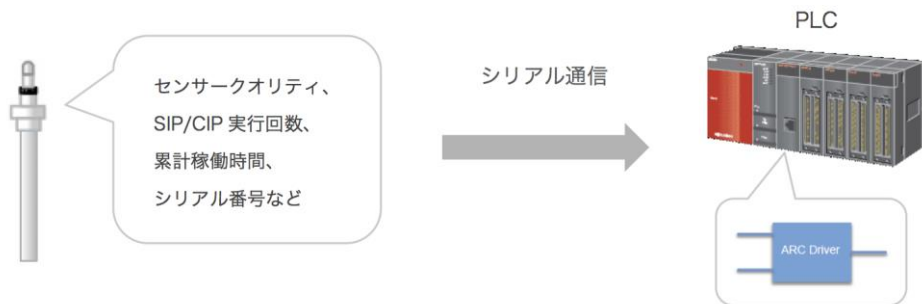 PLC
シリアル通信
センサークオリティ、
SIP/CIP 実行回数、
累計稼働時間、
シリアル番号など
ARC Driver